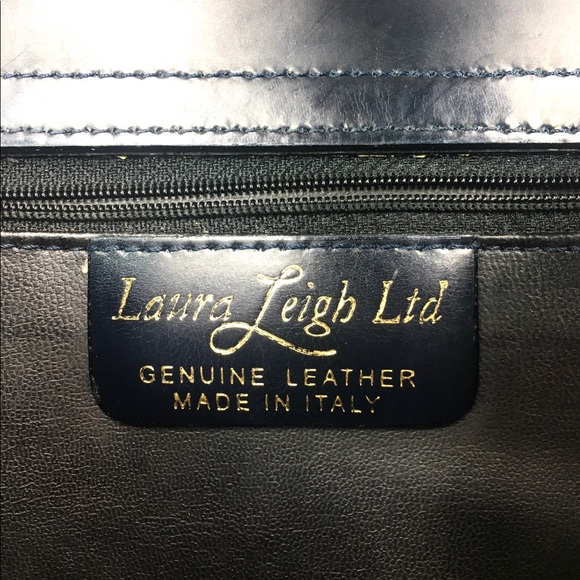 Laura Leigh Ltd
GENUINE LEATHER
MADE IN ITALY